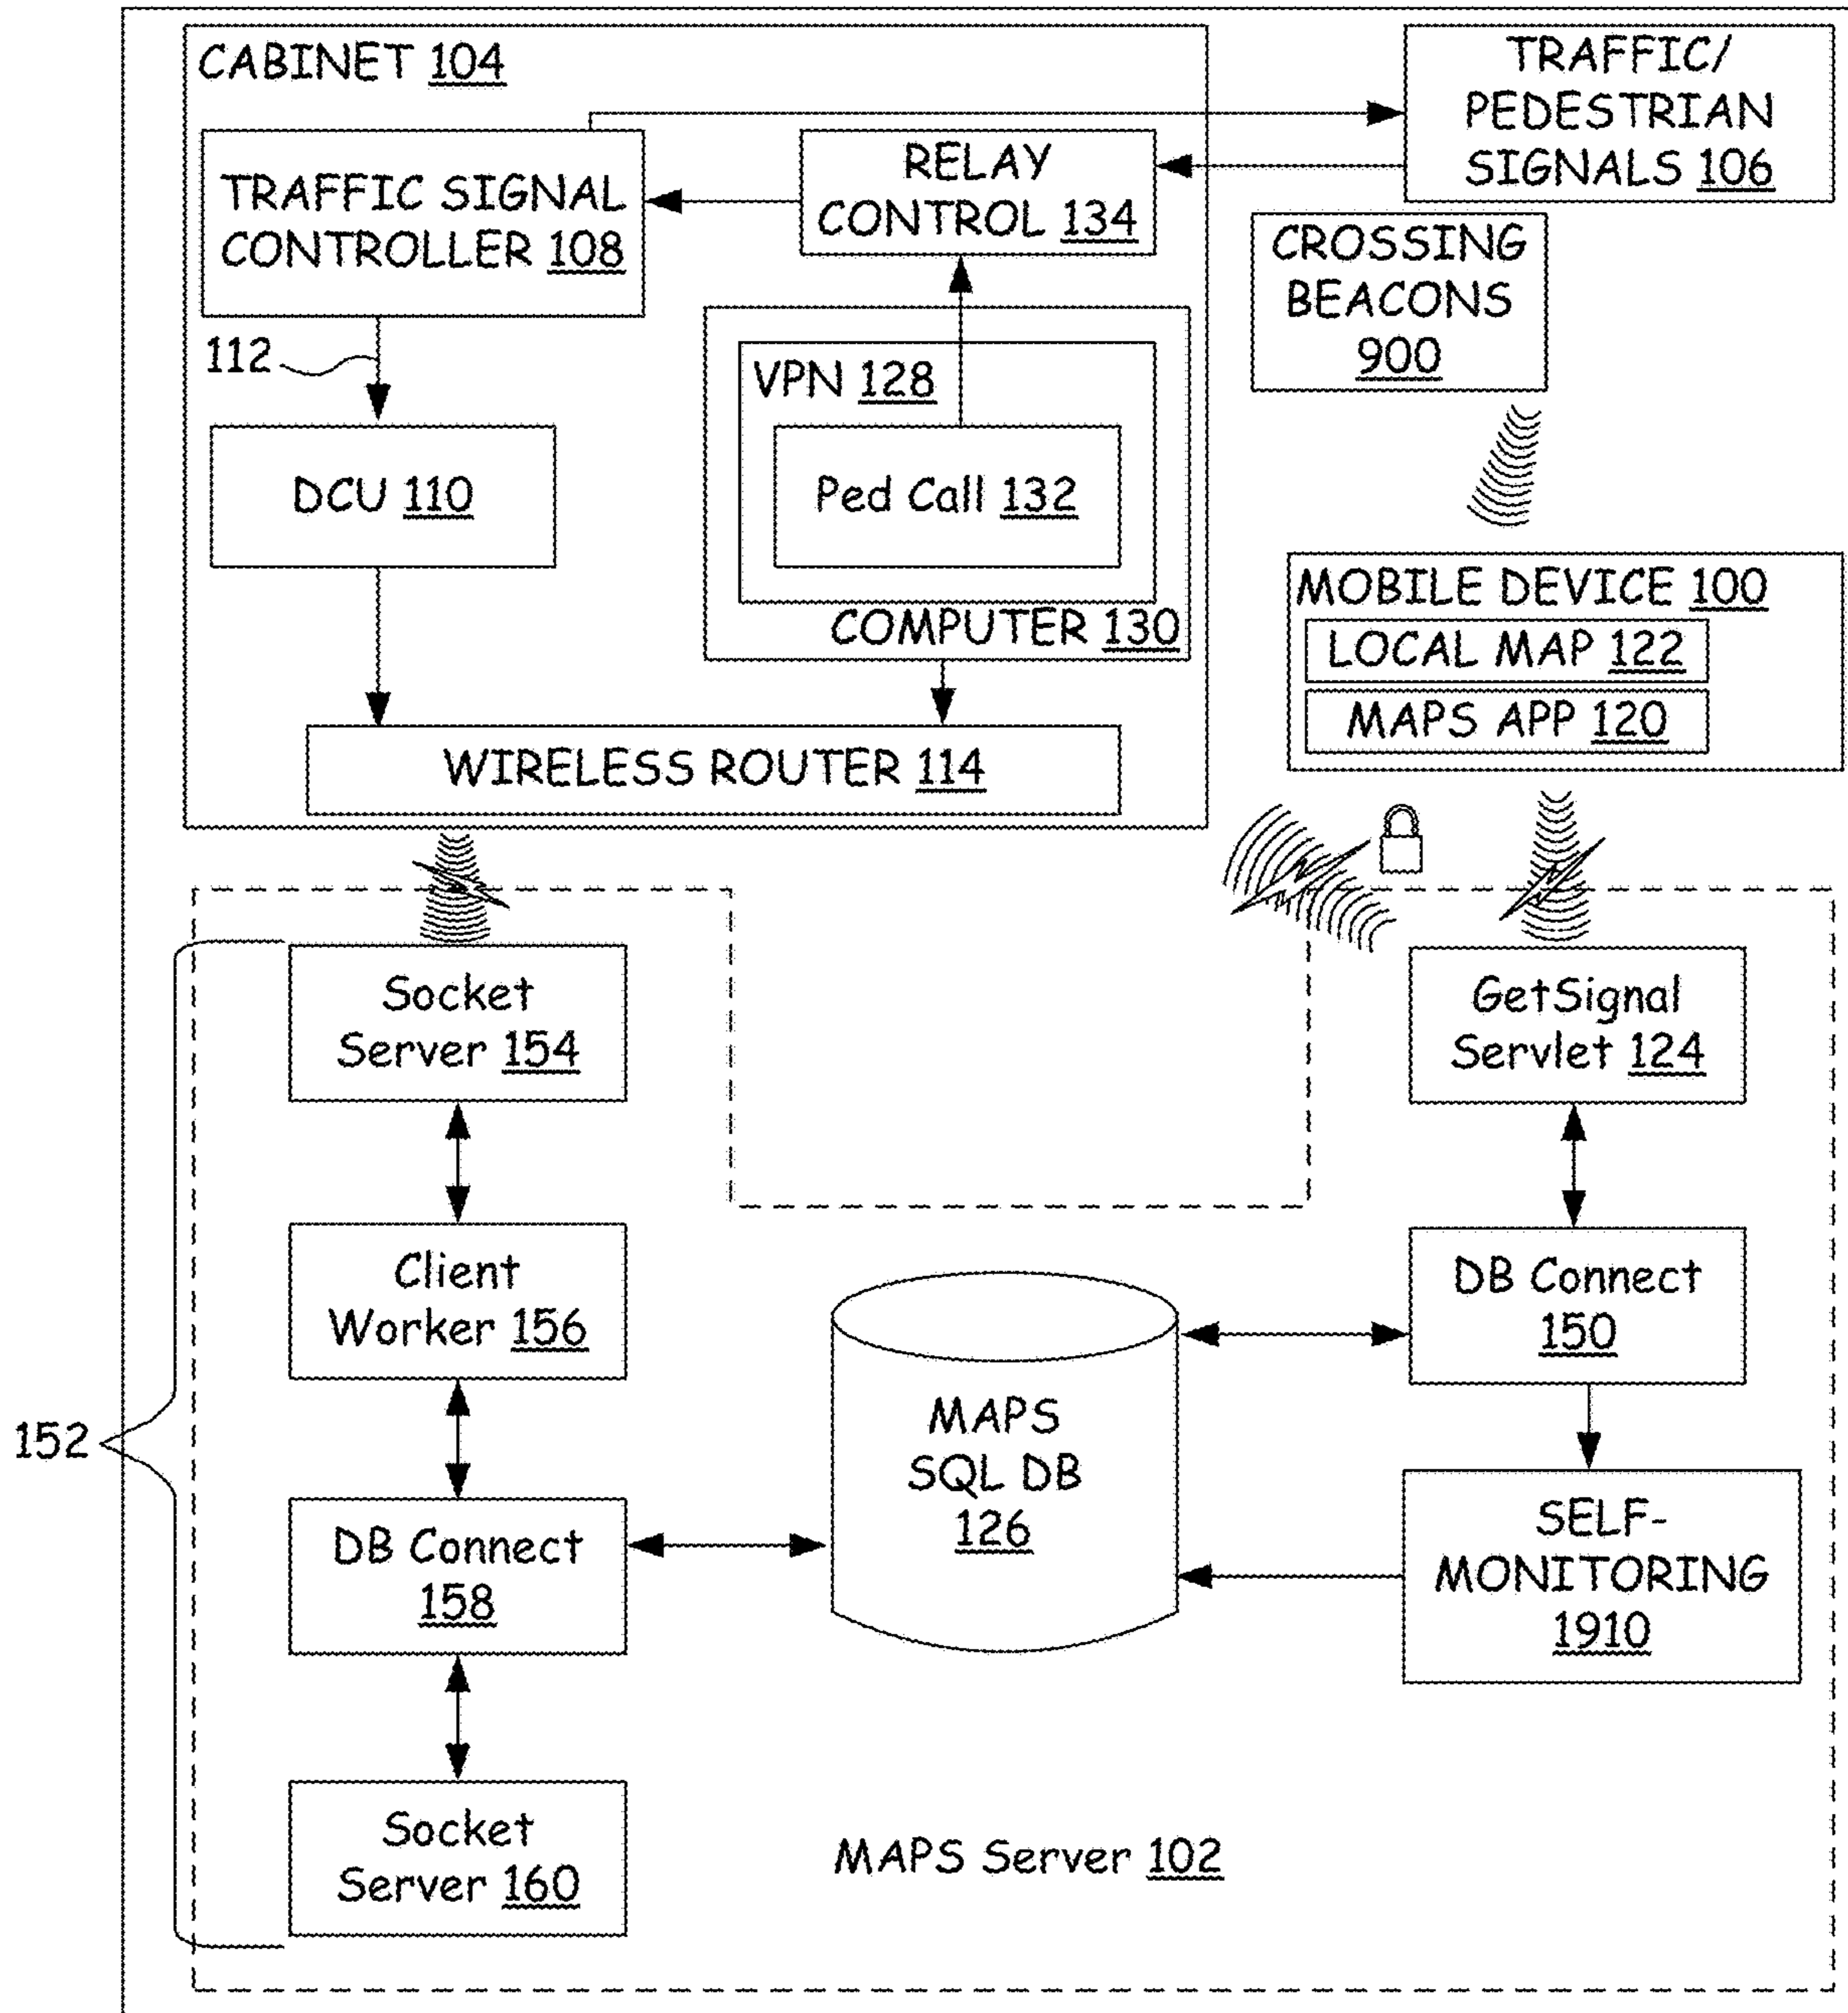 CABINET 104
TRAFFIC/
PEDESTRIAN
SIGNALS 106
TRAFFIC SIGNAL
CONTROLLER 108
RELAY
CONTROL 134
CROSSING
BEACONS
900
112
VPN 128
DCU 110
Ped Call 132
COMPUTER 130
MOBILE DEVICE 100
LOCAL MAP 122
MAPS APP 120
WIRELESS ROUTER 114
Socket
Server 154
GetSignal
Servlet 124
Client
Worker 156
DB Connect
150
152
MAPS
SQL DB
126
DB Connect
158
SELF-
MONITORING
1910
Socket
Server 160
MAPS Server 102